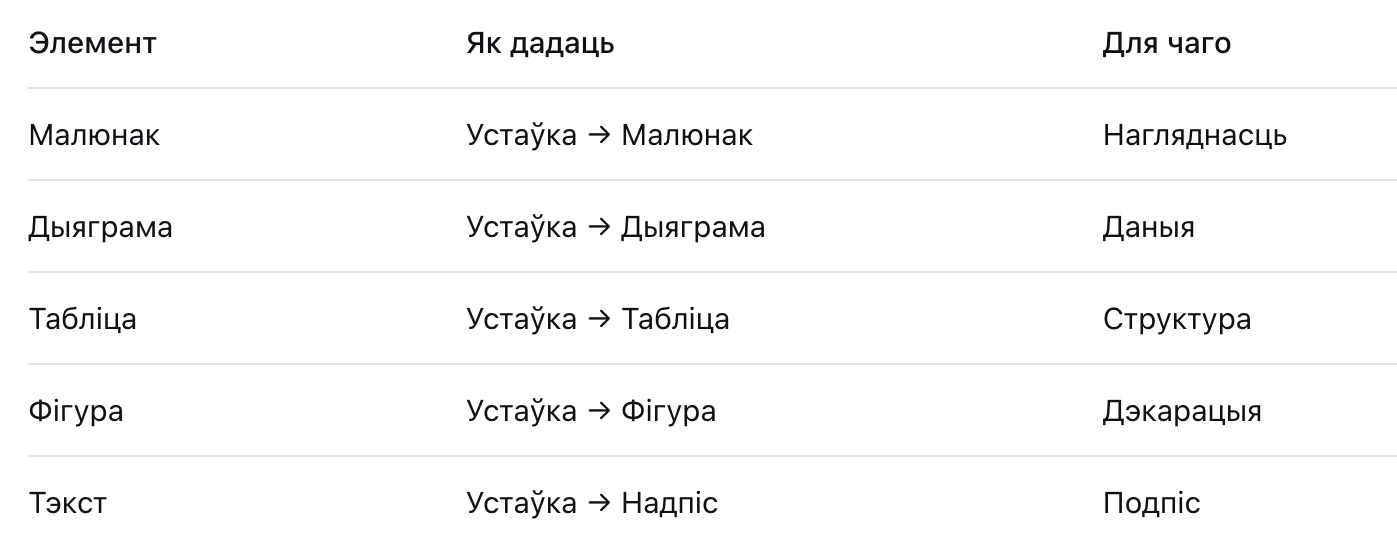 Элемент Як дадаць Для чаго
Малюнак Устаўка → Малюнак Нагляднасць
Дыяграма Устаўка → Дыяграма Даныя
Табліца Устаўка → Табліца Структура
Фігура Устаўка → Фігура Дэкарацыя
Тэкст Устаўка → Надпіс Подпіс